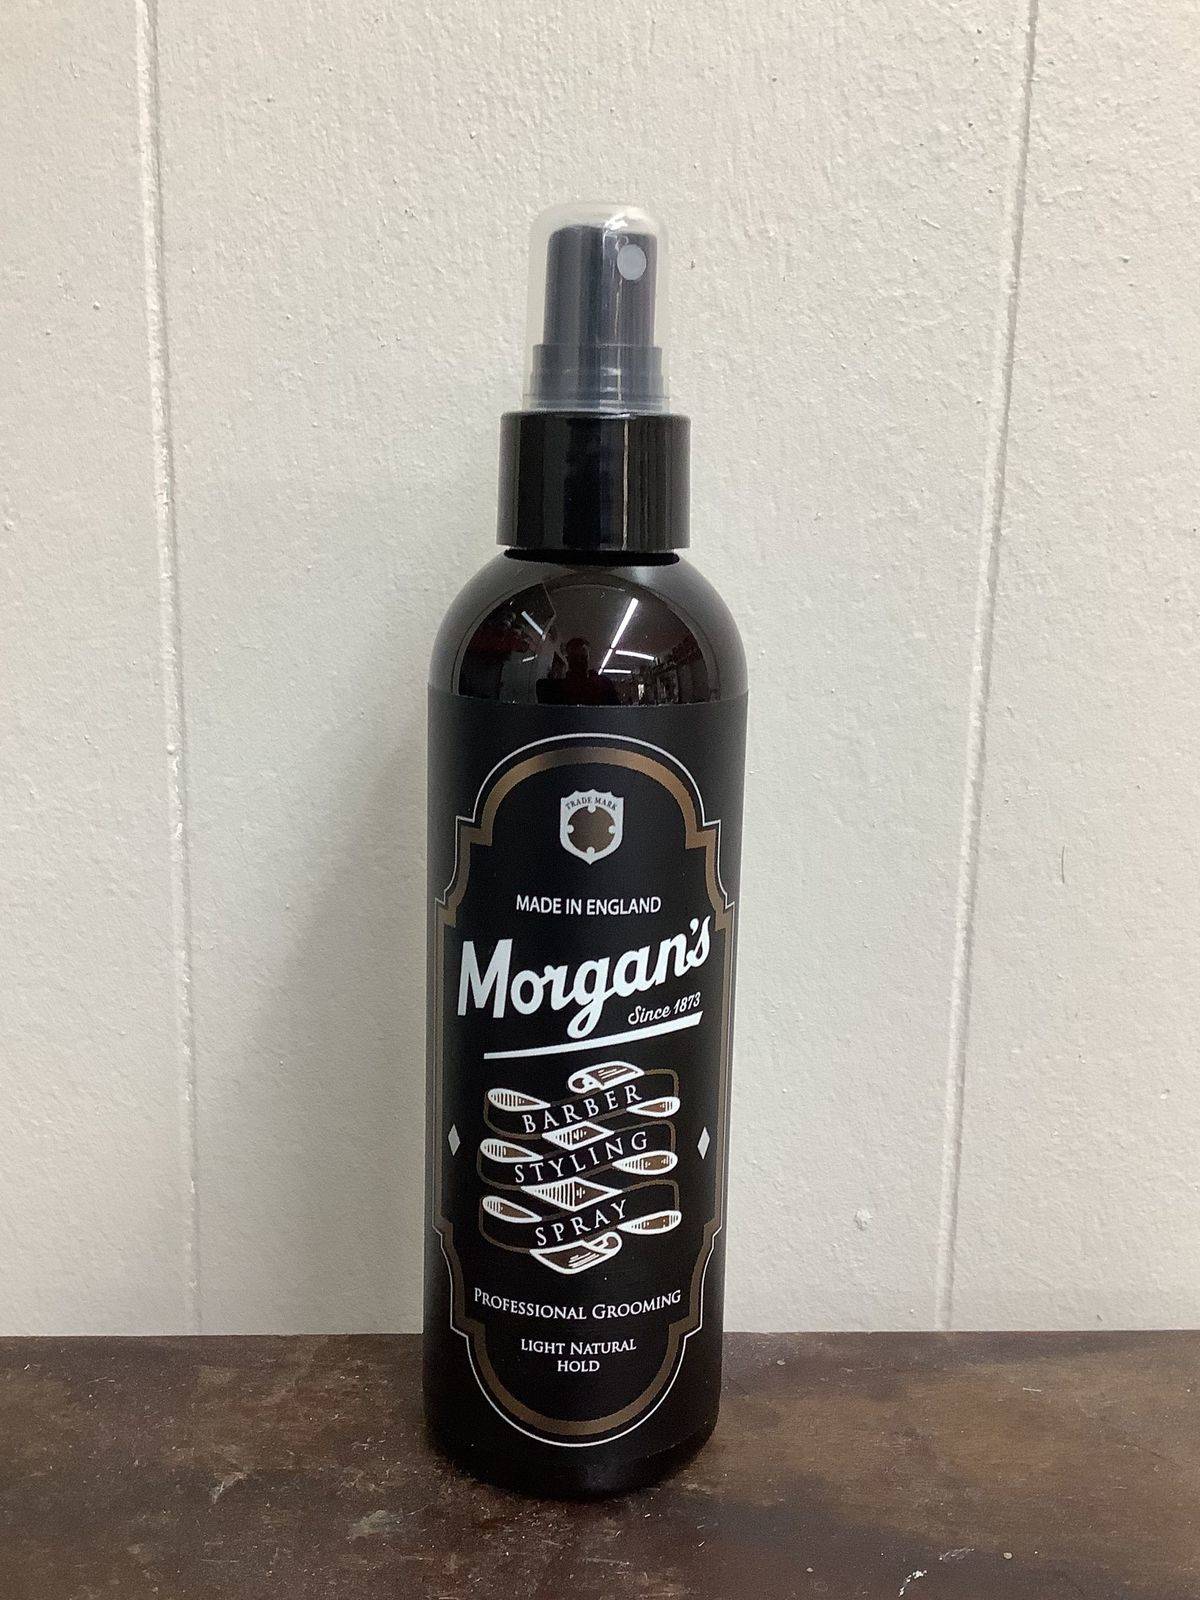 TRADE MARK
MADE IN ENGLAND
Morgan's
Since 1873
BARBER
STYLING
SPRAY
PROFESSIONAL GROOMING
LIGHT NATURAL
HOLD